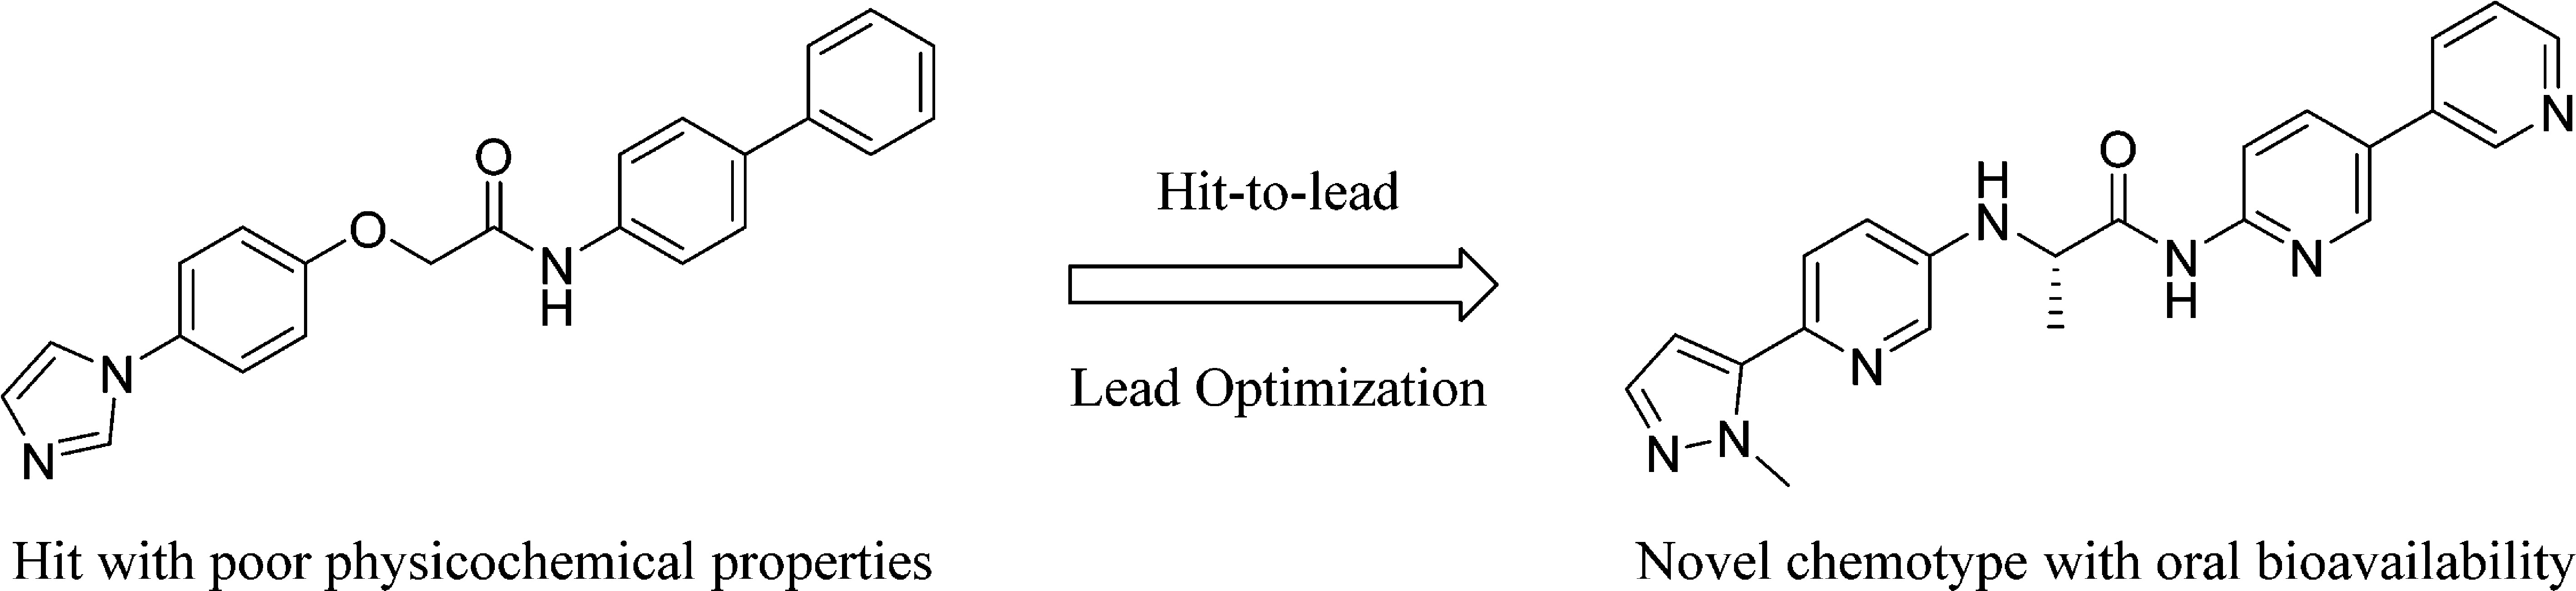 O
O
N
H
N
N
Hit-to-lead
Lead Optimization
H
N
O
N
H
N
N
N
N
N
Hit with poor physicochemical properties
Novel chemotype with oral bioavailability